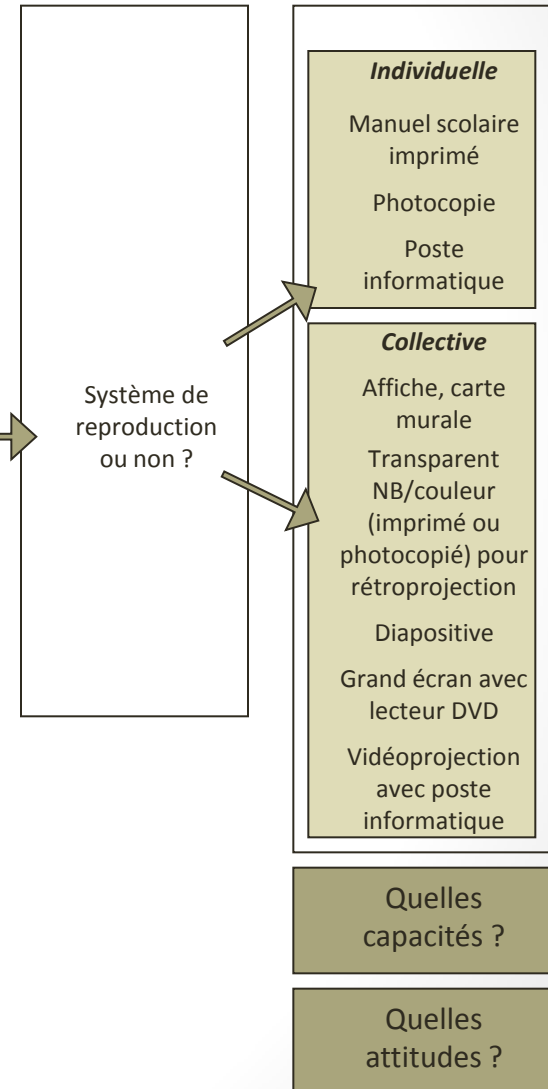 Système de
reproduction
ou non ?
Individuelle
Manuel scolaire
imprimé
Photocopie
Poste
informatique
Collective
Affiche, carte
murale
Transparent
NB/couleur
(imprimé ou
photocopié) pour
rétroprojection
Diapositive
Grand écran avec
lecteur DVD
Vidéoprojection
avec poste
informatique
Quelles
capacités ?
Quelles
attitudes ?